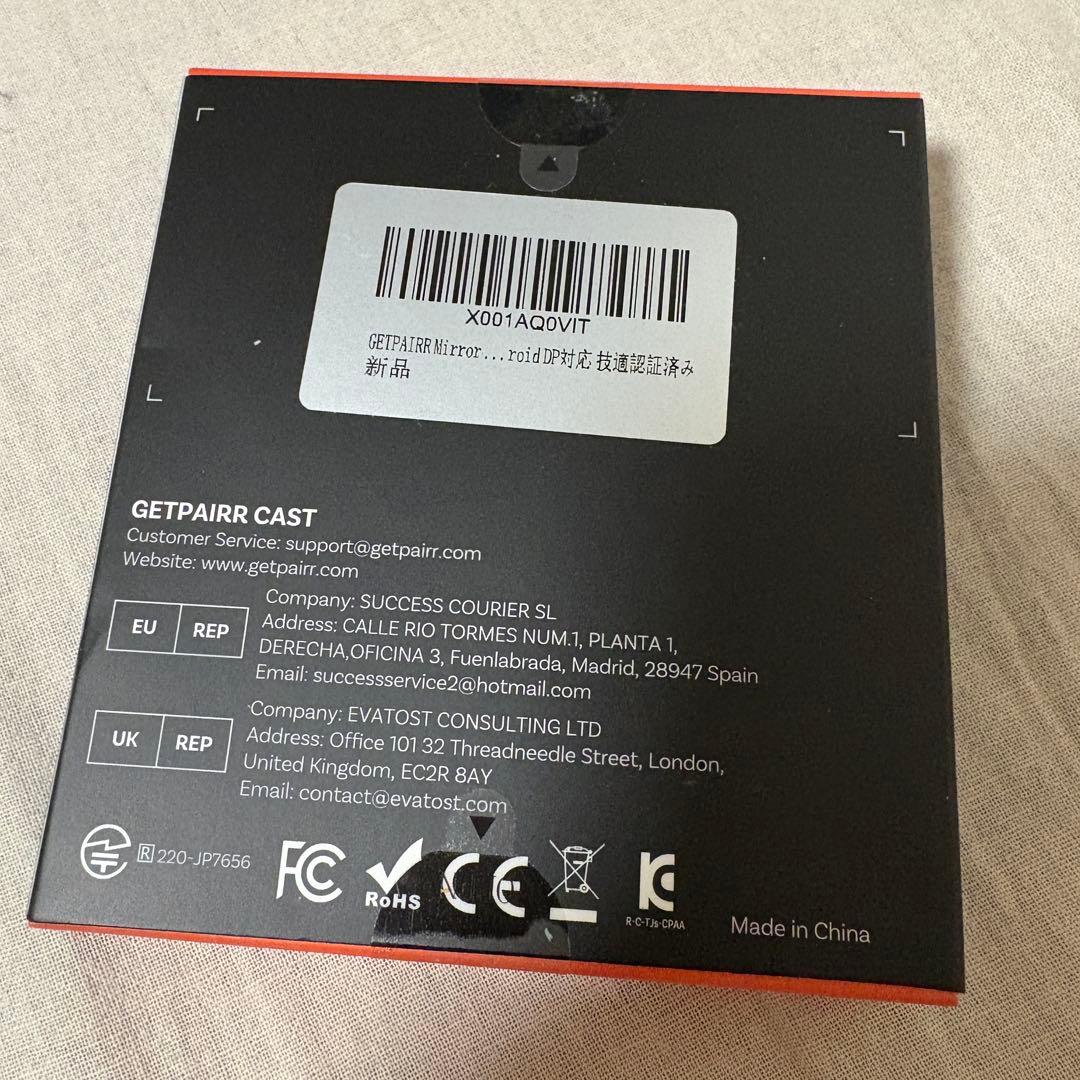 X001AQ0VIT
GETPAIRR Mirror...roid DP対応 技適認証済み
新品
GETPAIRR CAST
Customer Service: support@getpairr.com
Website: www.getpairr.com
EU REP
Company: SUCCESS COURIER SL
Address: CALLE RIO TORMES NUM.1, PLANTA 1,
DERECHA,OFICINA 3, Fuenlabrada, Madrid, 28947 Spain
Email: successservice2@hotmail.com
UK REP
Company: EVATOST CONSULTING LTD
Address: Office 101 32 Threadneedle Street, London,
United Kingdom, EC2R 8AY
Email: contact@evatost.com
R 220-JP7656
FC
RoHS
CE
KC
R-C-TJs-CPAA
Made in China